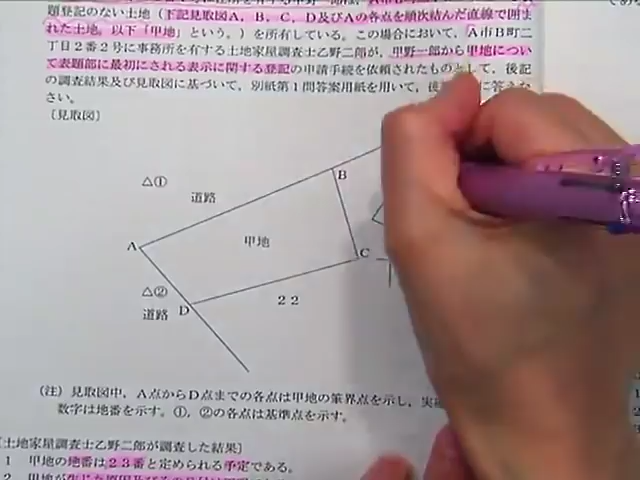 題登記のない土地（下記見取図Ａ、Ｂ、Ｃ、Ｄ及びＡの各点を順次結んだ直線で囲ま
れた土地。以下「甲地」という。）を所有している。この場合において、Ａ市Ｂ町二
丁目２番２号に事務所を有する土地家屋調査士乙野二郎が、甲野一郎から甲地につい
て表題部に最初にされる表示に関する登記の申請手続を依頼されたものとして、後記
の調査結果及び見取図に基づいて、別紙第１問答案用紙を用いて、後
に答えな
さい。
〔見取図〕
△①
道路
Ｂ
Ａ
甲地
Ｃ
△②
道路
Ｄ
２２
（注）見取図中、Ａ点からＤ点までの各点は甲地の筆界点を示し、実
数字は地番を示す。①、②の各点は基準点を示す。
〔土地家屋調査士乙野二郎が調査した結果〕
１ 甲地の地番は２３番と定められる予定である。
２